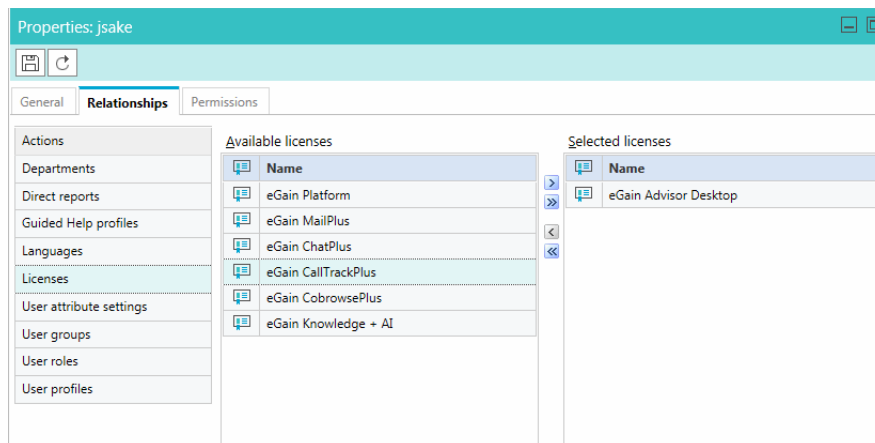 Properties: jsake
General Relationships Permissions
Actions
Departments
Direct reports
Guided Help profiles
Languages
Licenses
User attribute settings
User groups
User roles
User profiles
Available licenses
Name
eGain Platform
eGain MailPlus
eGain ChatPlus
eGain CallTrackPlus
eGain CobrowsePlus
eGain Knowledge + AI
Selected licenses
Name
eGain Advisor Desktop